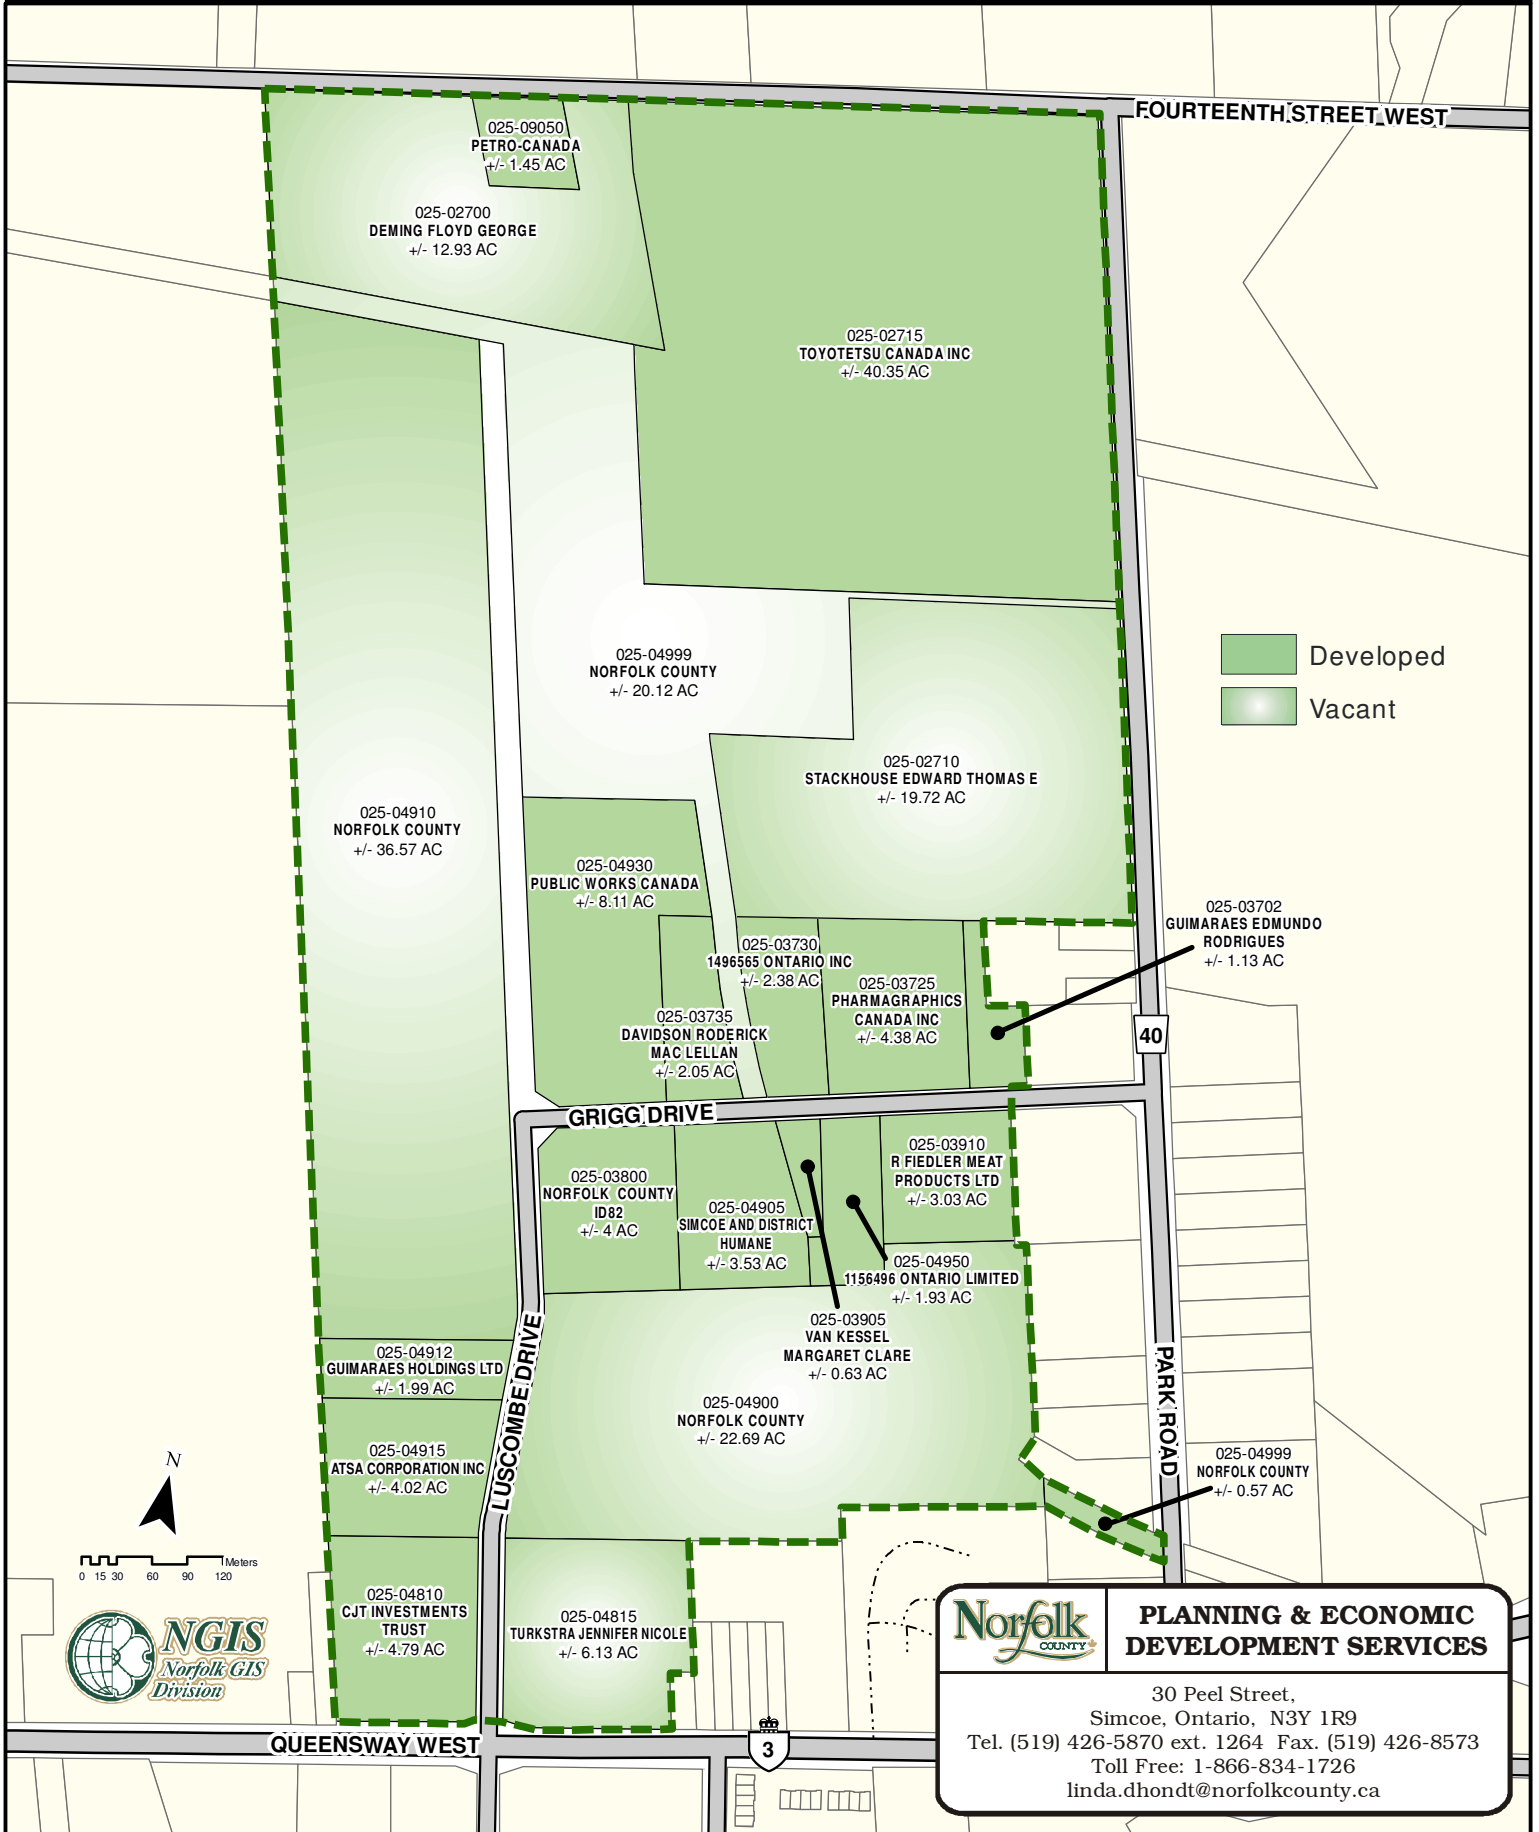 FOURTEENTH STREET WEST
025-09050
PETRO-CANADA
+/- 1.45 AC
025-02700
DEMING FLOYD GEORGE
+/- 12.93 AC
025-02715
TOYOTETSU CANADA INC
+/- 40.35 AC
025-04999
NORFOLK COUNTY
+/- 20.12 AC
Developed
Vacant
025-02710
STACKHOUSE EDWARD THOMAS E
+/- 19.72 AC
025-04910
NORFOLK COUNTY
+/- 36.57 AC
025-04930
PUBLIC WORKS CANADA
+/- 8.11 AC
025-03702
GUIMARAES EDMUNDO
RODRIGUES
+/- 1.13 AC
025-03730
1496565 ONTARIO INC
+/- 2.38 AC
025-03725
PHARMAGRAPHICS
CANADA INC
+/- 4.38 AC
025-03735
DAVIDSON RODERICK
MAC LELLAN
+/- 2.05 AC
40
GRIGG DRIVE
025-03910
R FIEDLER MEAT
PRODUCTS LTD
+/- 3.03 AC
025-03800
NORFOLK COUNTY
ID82
+/- 4 AC
025-04905
SIMCOE AND DISTRICT
HUMANE
+/- 3.53 AC
025-04950
1156496 ONTARIO LIMITED
+/- 1.93 AC
025-03905
VAN KESSEL
MARGARET CLARE
+/- 0.63 AC
LUSCOMBE DRIVE
025-04912
GUIMARAES HOLDINGS LTD
+/- 1.99 AC
025-04900
NORFOLK COUNTY
+/- 22.69 AC
PARK ROAD
025-04915
ATSA CORPORATION INC
+/- 4.02 AC
025-04999
NORFOLK COUNTY
+/- 0.57 AC
N
Meters
0 15 30 60 90 120
025-04810
CJT INVESTMENTS
TRUST
+/- 4.79 AC
025-04815
TURKSTRA JENNIFER NICOLE
+/- 6.13 AC
NGIS
Norfolk GIS
Division
QUEENSWAY WEST
3
Norfolk
COUNTY
PLANNING & ECONOMIC
DEVELOPMENT SERVICES
30 Peel Street,
Simcoe, Ontario, N3Y 1R9
Tel. (519) 426-5870 ext. 1264 Fax. (519) 426-8573
Toll Free: 1-866-834-1726
linda.dhondt@norfolkcounty.ca